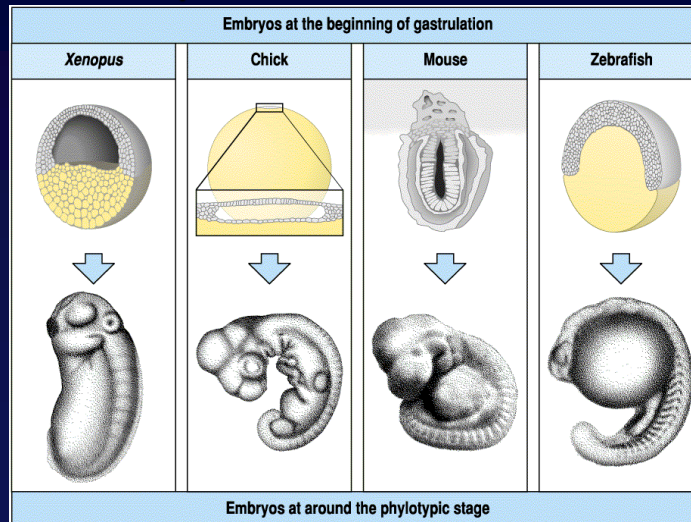 Embryos at the beginning of gastrulation
Xenopus
Chick
Mouse
Zebrafish
Embryos at around the phylotypic stage